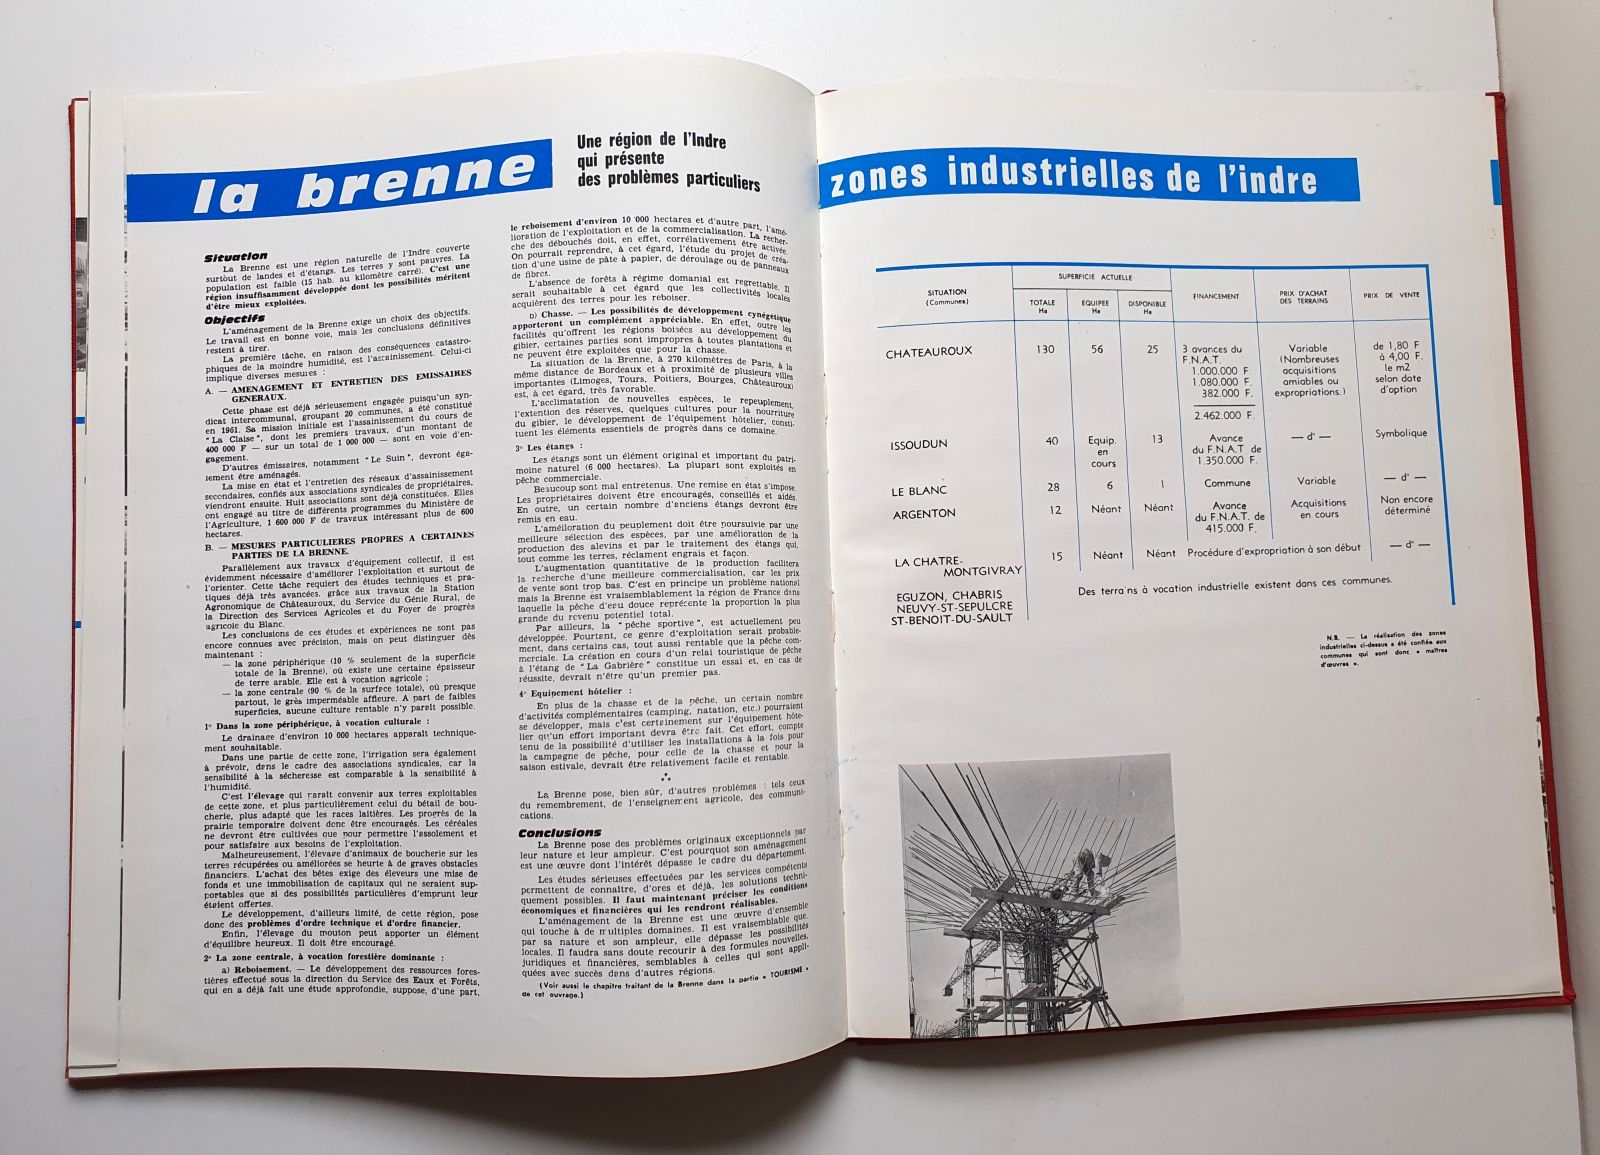 la brenne
Une région de l'Indre
qui présente
des problèmes particuliers
Situation
La Brenne est une région naturelle de l'Indre couverte
surtout de landes et d'étangs. Les terres y sont pauvres. La
population est faible (15 hab. au kilomètre carré). C'est une
région insuffisamment développée dont les possibilités méritent
d'être mieux exploitées.
Objectifs
L'aménagement de la Brenne exige un choix des objectifs.
Le travail est en bonne voie, mais les conclusions définitives
restent à tirer.
La première tâche, en raison des conséquences catastro-
phiques de la moindre humidité, est l'assainissement. Celui-ci
implique diverses mesures :
A. — AMENAGEMENT ET ENTRETIEN DES EMISSAIRES
GENERAUX.
Cette phase est déjà sérieusement engagée puisqu'un syn-
dicat intercommunal, groupant 20 communes, a été constitué
en 1961. Sa mission initiale est l'assainissement du cours de
"La Claise", dont les premiers travaux, d'un montant de
400 000 F — sur un total de 1 000 000 — sont en voie d'en-
gagement.
D'autres émissaires, notamment "Le Suin", devront éga-
lement être aménagés.
La mise en état et l'entretien des réseaux d'assainissement
secondaires, confiés aux associations syndicales de propriétaires,
viendront ensuite. Huit associations sont déjà constituées. Elles
ont engagé au titre de différents programmes du Ministère de
l'Agriculture, 1 600 000 F de travaux intéressant plus de 600
hectares.
B. — MESURES PARTICULIERES PROPRES A CERTAINES
PARTIES DE LA BRENNE.
Parallèlement aux travaux d'équipement collectif, il est
évidemment nécessaire d'améliorer l'exploitation et surtout de
l'orienter. Cette tâche requiert des études techniques et pra-
tiques déjà très avancées, grâce aux travaux de la Station
Agronomique de Châteauroux, du Service du Génie Rural, de
la Direction des Services Agricoles et du Foyer de progrès
agricole du Blanc.
Les conclusions de ces études et expériences ne sont pas
encore connues avec précision, mais on peut distinguer dès
maintenant :
— la zone périphérique (10 % seulement de la superficie
totale de la Brenne), où existe une certaine épaisseur
de terre arable. Elle est à vocation agricole ;
— la zone centrale (90 % de la surface totale), où presque
partout, le grès imperméable affleure. A part de faibles
superficies, aucune culture rentable n'y paraît possible.
1° Dans la zone périphérique, à vocation culturale :
Le drainage d'environ 10 000 hectares apparaît technique-
ment souhaitable.
Dans une partie de cette zone, l'irrigation sera également
à prévoir, dans le cadre des associations syndicales, car la
sensibilité à la sécheresse est comparable à la sensibilité à
l'humidité.
C'est l'élevage qui paraît convenir aux terres exploitables
de cette zone, et plus particulièrement celui du bétail de bou-
cherie, plus adapté que les races laitières. Les progrès de la
prairie temporaire doivent donc être encouragés. Les céréales
ne devront être cultivées que pour permettre l'assolement et
pour satisfaire aux besoins de l'exploitation.
Malheureusement, l'élevage d'animaux de boucherie sur les
terres récupérées ou améliorées se heurte à de graves obstacles
financiers. L'achat des bêtes exige des éleveurs une mise de
fonds et une immobilisation de capitaux qui ne seraient sup-
portables que si des possibilités particulières d'emprunt leur
étaient offertes.
Le développement, d'ailleurs limité, de cette région, pose
donc des problèmes d'ordre technique et d'ordre financier.
Enfin, l'élevage du mouton peut apporter un élément
d'équilibre heureux. Il doit être encouragé.
2° La zone centrale, à vocation forestière dominante :
a) Reboisement. — Le développement des ressources fores-
tières effectué sous la direction du Service des Eaux et Forêts,
qui en a déjà fait une étude approfondie, suppose, d'une part,
le reboisement d'environ 10 000 hectares et d'autre part, l'amé-
lioration de l'exploitation et de la commercialisation. La recher-
che des débouchés doit, en effet, corrélativement être activée.
On pourrait reprendre, à cet égard, l'étude du projet de créa-
tion d'une usine de pâte à papier, de déroulage ou de panneaux
de fibres.
L'absence de forêts à régime domanial est regrettable. Il
serait souhaitable à cet égard que les collectivités locales
acquièrent des terres pour les reboiser.
b) Chasse. — Les possibilités de développement cynégétique
apporteront un complément appréciable. En effet, outre les
facilités qu'offrent les régions boisées au développement du
gibier, certaines parties sont impropres à toutes plantations et
ne peuvent être exploitées que pour la chasse.
La situation de la Brenne, à 270 kilomètres de Paris, à la
même distance de Bordeaux et à proximité de plusieurs villes
importantes (Limoges, Tours, Poitiers, Bourges, Châteauroux)
est, à cet égard, très favorable.
L'acclimatation de nouvelles espèces, le repeuplement,
l'extention des réserves, quelques cultures pour la nourriture
du gibier, le développement de l'équipement hôtelier, consti-
tuent les éléments essentiels de progrès dans ce domaine.
3° Les étangs :
Les étangs sont un élément original et important du patri-
moine naturel (6 000 hectares). La plupart sont exploités en
pêche commerciale.
Beaucoup sont mal entretenus. Une remise en état s'impose.
Les propriétaires doivent être encouragés, conseillés et aidés.
En outre, un certain nombre d'anciens étangs devront être
remis en eau.
L'amélioration du peuplement doit être poursuivie par une
meilleure sélection des espèces, par une amélioration de la
production des alevins et par le traitement des étangs qui,
tout comme les terres, réclament engrais et façon.
L'augmentation quantitative de la production facilitera
la recherche d'une meilleure commercialisation, car les prix
de vente sont trop bas. C'est en principe un problème national
mais la Brenne est vraisemblablement la région de France dans
laquelle la pêche d'eau douce représente la proportion la plus
grande du revenu potentiel total.
Par ailleurs, la "pêche sportive", est actuellement peu
développée. Pourtant, ce genre d'exploitation serait probable-
ment, dans certains cas, tout aussi rentable que la pêche com-
merciale. La création en cours d'un relai touristique de pêche
à l'étang de "La Gabrière" constitue un essai et, en cas de
réussite, devrait n'être qu'un premier pas.
4° Equipement hôtelier :
En plus de la chasse et de la pêche, un certain nombre
d'activités complémentaires (camping, natation, etc.) pourraient
se développer, mais c'est certainement sur l'équipement hôte-
lier qu'un effort important devra être fait. Cet effort, compte
tenu de la possibilité d'utiliser les installations à la fois pour
la campagne de pêche, pour celle de la chasse et pour la
saison estivale, devrait être relativement facile et rentable.
∴
La Brenne pose, bien sûr, d'autres problèmes : tels ceux
du remembrement, de l'enseignement agricole, des communi-
cations.
Conclusions
La Brenne pose des problèmes originaux exceptionnels par
leur nature et leur ampleur. C'est pourquoi son aménagement
est une œuvre dont l'intérêt dépasse le cadre du département.
Les études sérieuses effectuées par les services compétents
permettent de connaître, d'ores et déjà, les solutions techni-
quement possibles. Il faut maintenant préciser les conditions
économiques et financières qui les rendront réalisables.
L'aménagement de la Brenne est une œuvre d'ensemble
qui touche à de multiples domaines. Il est vraisemblable que,
par sa nature et son ampleur, elle dépasse les possibilités
locales. Il faudra sans doute recourir à des formules nouvelles,
juridiques et financières, semblables à celles qui sont appli-
quées avec succès dans d'autres régions.
(Voir aussi le chapitre traitant de la Brenne dans la partie « TOURISME »
de cet ouvrage.)
zones industrielles de l'indre
SITUATION
(Communes)
SUPERFICIE ACTUELLE
TOTALE
Ha
EQUIPEE
Ha
DISPONIBLE
Ha
FINANCEMENT
PRIX D'ACHAT
DES TERRAINS
PRIX DE VENTE
CHATEAUROUX 130 56 25 3 avances du Variable de 1,80 F
F.N.A.T. (Nombreuses à 4,00 F.
1.000.000 F. acquisitions le m2
1.080.000 F. amiables ou selon date
382.000 F. expropriations.) d'option
2.462.000 F.
ISSOUDUN 40 Equip. 13 Avance — d° — Symbolique
en du F.N.A.T de
cours 1.350.000 F.
LE BLANC 28 6 1 Commune Variable — d° —
ARGENTON 12 Néant Néant Avance Acquisitions Non encore
du F.N.A.T. de en cours déterminé
415.000 F.
LA CHATRE- 15 Néant Néant Procédure d'expropriation à son début — d° —
MONTGIVRAY
EGUZON, CHABRIS Des terrains à vocation industrielle existent dans ces communes.
NEUVY-ST-SEPULCRE
ST-BENOIT-DU-SAULT
N.B. — La réalisation des zones
industrielles ci-dessus a été confiée aux
communes qui sont donc « maîtres
d'œuvres ».